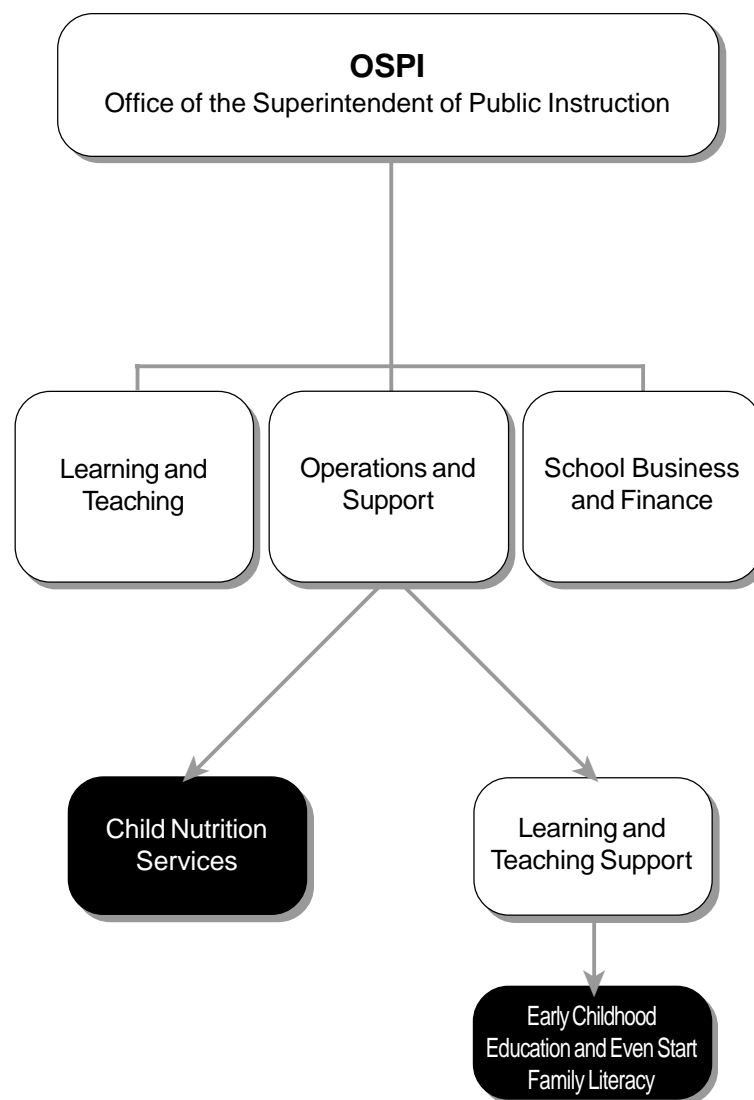 OSPI
Office of the Superintendent of Public Instruction
Learning and
Teaching
Operations and
Support
School Business
and Finance
Child Nutrition
Services
Learning and
Teaching Support
Early Childhood
Education and Even Start
Family Literacy